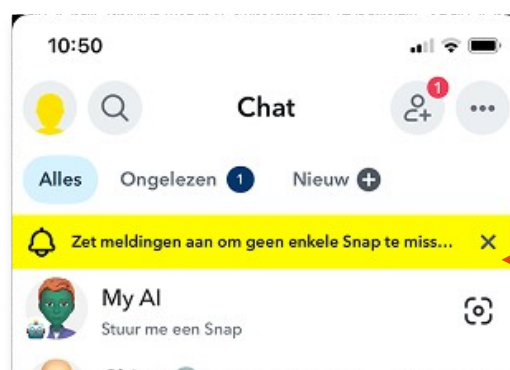 10:50
Chat
1
Alles
Ongelezen 1
Nieuw
Zet meldingen aan om geen enkele Snap te miss...
My AI
Stuur me een Snap